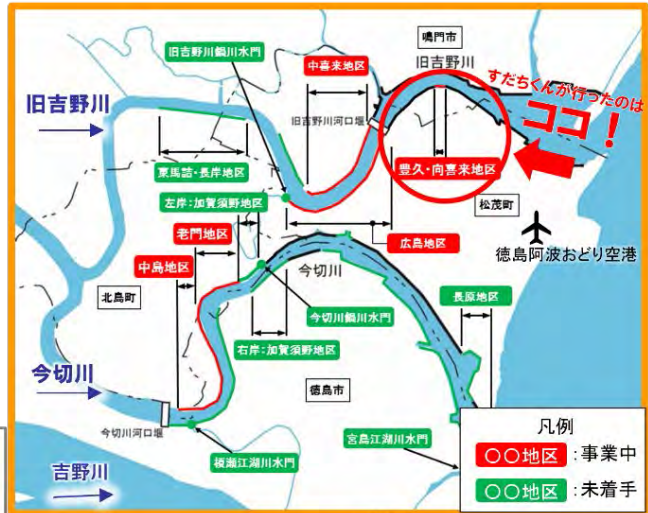 鳴門市
旧吉野川鍋川水門
中喜来地区
旧吉野川
すだちくんが行ったのは
ココ!
旧吉野川
旧吉野川河口堰
東馬詰・長岸地区
豊久・向喜来地区
左岸:加賀須野地区
松茂町
老門地区
広島地区
徳島阿波おどり空港
中島地区
今切川
北島町
今切川鍋川水門
長原地区
右岸:加賀須野地区
今切川
徳島市
凡例
今切川河口堰
宮島江湖川水門
〇〇地区:事業中
榎瀬江湖川水門
吉野川
〇〇地区:未着手